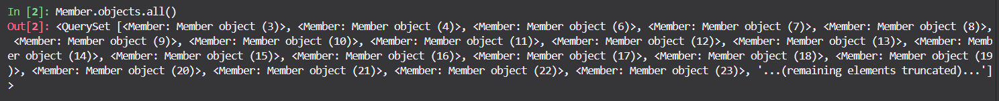 In [2]: Member.objects.all()
Out[2]: <QuerySet [<Member: Member object (3)>, <Member: Member object (4)>, <Member: Member object (6)>, <Member: Member object (7)>, <Member: Member object (8)>,
<Member: Member object (9)>, <Member: Member object (10)>, <Member: Member object (11)>, <Member: Member object (12)>, <Member: Member object (13)>, <Member: Memb
er object (14)>, <Member: Member object (15)>, <Member: Member object (16)>, <Member: Member object (17)>, <Member: Member object (18)>, <Member: Member object (19
)>, <Member: Member object (20)>, <Member: Member object (21)>, <Member: Member object (22)>, <Member: Member object (23)>, '...(remaining elements truncated)...']
>